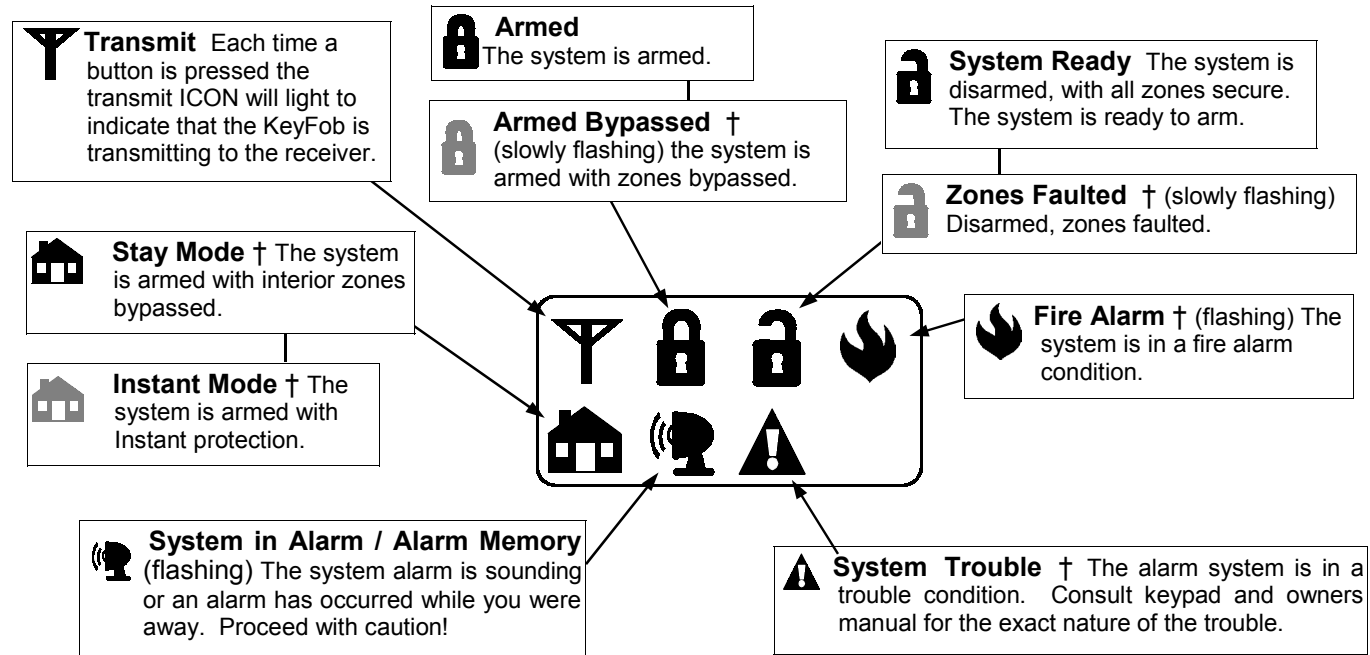 Transmit Each time a
button is pressed the
transmit ICON will light to
indicate that the KeyFob is
transmitting to the receiver.
Armed
The system is armed.
Armed Bypassed †
(slowly flashing) the system is
armed with zones bypassed.
System Ready The system is
disarmed, with all zones secure.
The system is ready to arm.
Zones Faulted † (slowly flashing)
Disarmed, zones faulted.
Stay Mode † The system
is armed with interior zones
bypassed.
Instant Mode † The
system is armed with
Instant protection.
Fire Alarm † (flashing) The
system is in a fire alarm
condition.
System in Alarm / Alarm Memory
(flashing) The system alarm is sounding
or an alarm has occurred while you were
away. Proceed with caution!
System Trouble † The alarm system is in a
trouble condition. Consult keypad and owners
manual for the exact nature of the trouble.